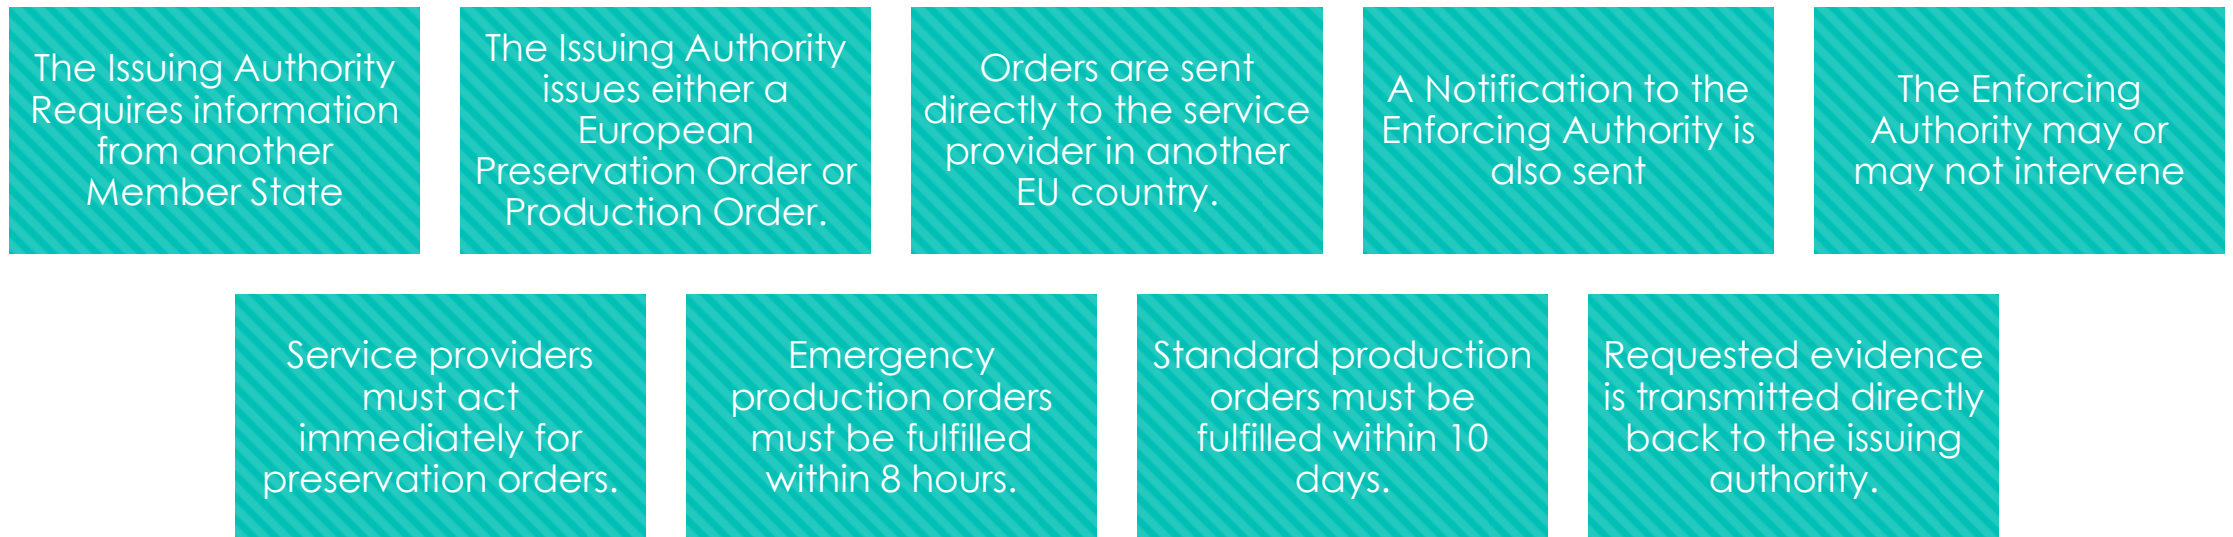 The Issuing Authority
Requires information
from another
Member State
The Issuing Authority
issues either a
European
Preservation Order or
Production Order.
Orders are sent
directly to the service
provider in another
EU country.
A Notification to the
Enforcing Authority is
also sent
The Enforcing
Authority may or
may not intervene
Service providers
must act
immediately for
preservation orders.
Emergency
production orders
must be fulfilled
within 8 hours.
Standard production
orders must be
fulfilled within 10
days.
Requested evidence
is transmitted directly
back to the issuing
authority.